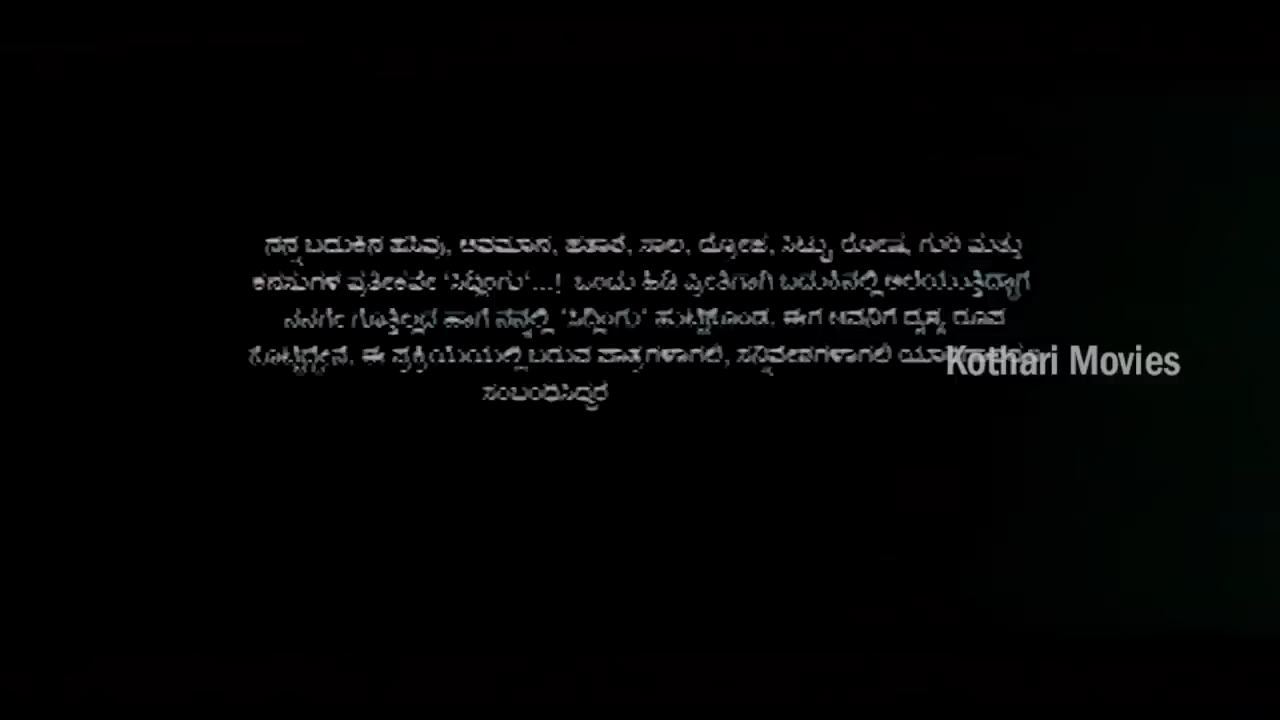 ನನ್ನ ಬದುಕಿನ ಹಸಿವು, ಅವಮಾನ, ಹತಾಶೆ, ಸಾಲ, ದ್ರೋಹ, ಸಿಟ್ಟು, ರೋಷ, ಗುರಿ ಮತ್ತು
ಕನಸುಗಳ ಪ್ರತೀಕವೇ 'ಸಿದ್ಲಿಂಗು'...! ಒಂದು ಹಿಡಿ ಪ್ರೀತಿಗಾಗಿ ಬದುಕಿನಲ್ಲಿ ಅಲೆಯುತ್ತಿದ್ದಾಗ
ನನಗೇ ಗೊತ್ತಿಲ್ಲದ ಹಾಗೆ ನನ್ನಲ್ಲಿ 'ಸಿದ್ಲಿಂಗು' ಹುಟ್ಟಿಕೊಂಡ. ಈಗ ಅವನಿಗೆ ದೃಶ್ಯ ರೂಪ
ಕೊಟ್ಟಿದ್ದೇನೆ. ಈ ಪ್ರಕ್ರಿಯೆಯಲ್ಲಿ ಬರುವ ಪಾತ್ರಗಳಾಗಲಿ, ಸನ್ನಿವೇಶಗಳಾಗಲಿ
Kothari Movies
ಸಂಬಂಧಿಸಿದ್ದರೆ